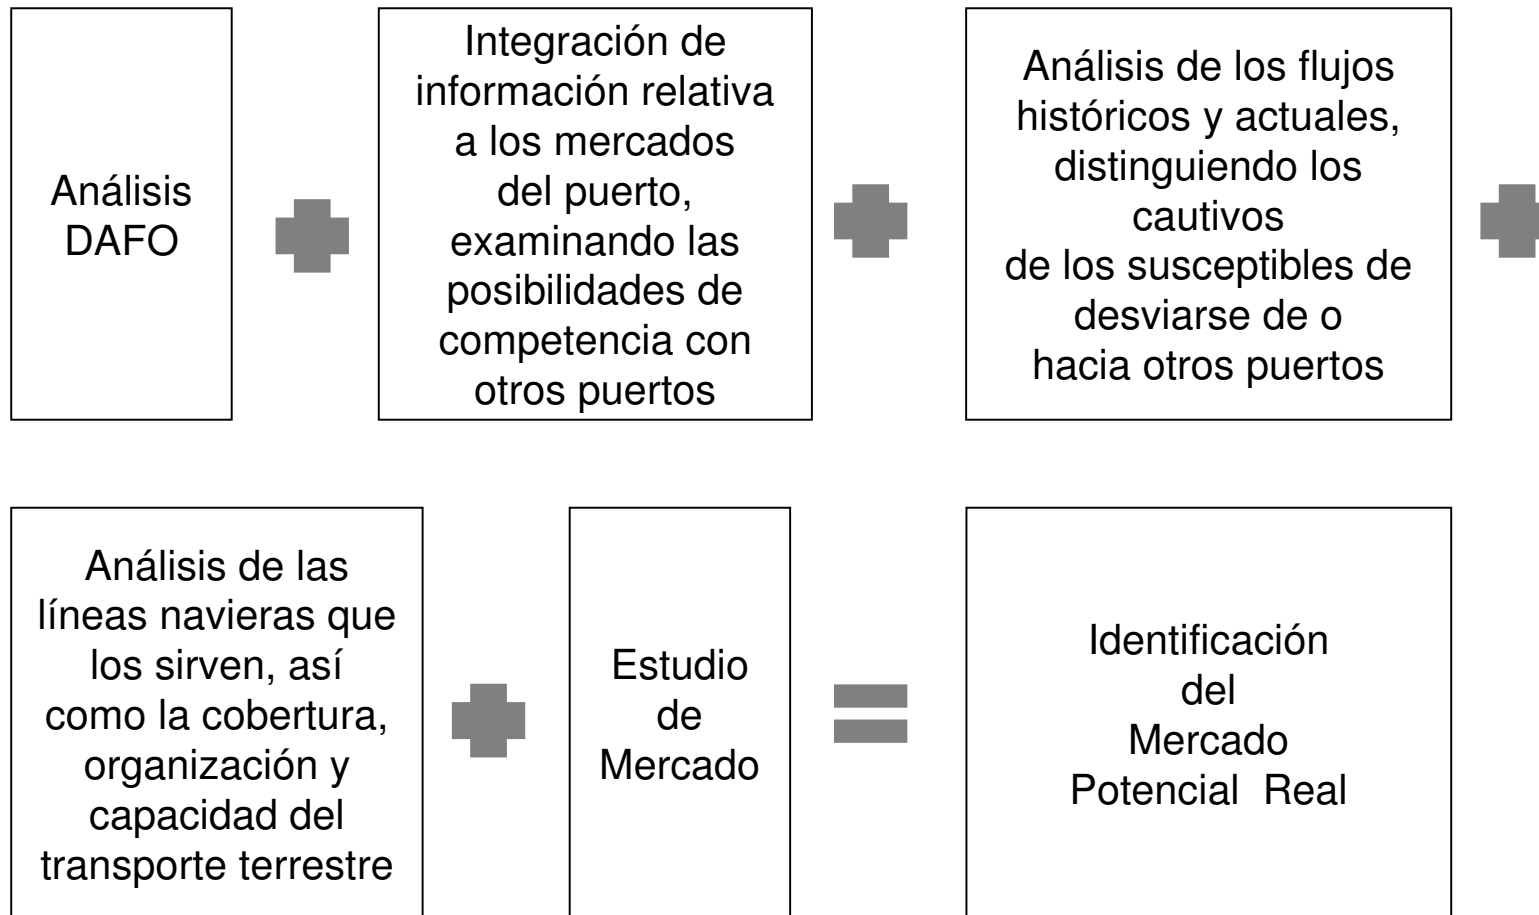 Análisis
DAFO
Integración de
información relativa
a los mercados
del puerto,
examinando las
posibilidades de
competencia con
otros puertos
Análisis de los flujos
históricos y actuales,
distinguiendo los
cautivos
de los susceptibles de
desviarse de o
hacia otros puertos
Análisis de las
líneas navieras que
los sirven, así
como la cobertura,
organización y
capacidad del
transporte terrestre
Estudio
de
Mercado
Identificación
del
Mercado
Potencial  Real